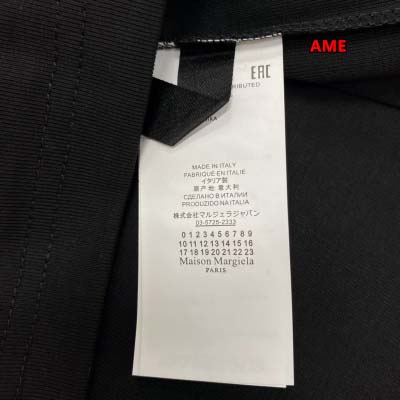 AME
EAC
MADE IN ITALY
FABRIQUÉ EN ITALIE
イタリア製
原产地:意大利
СДЕЛАНО В ИТАЛИИ
PRODUZIDO NA ITALIA
株式会社マルジェラジャパン
03-5725-2333
0 1 2 3 4 5 6 7 8 9
10 11 12 13 14 15 16
17 18 19 20 21 22 23
Maison Margiela
PARIS